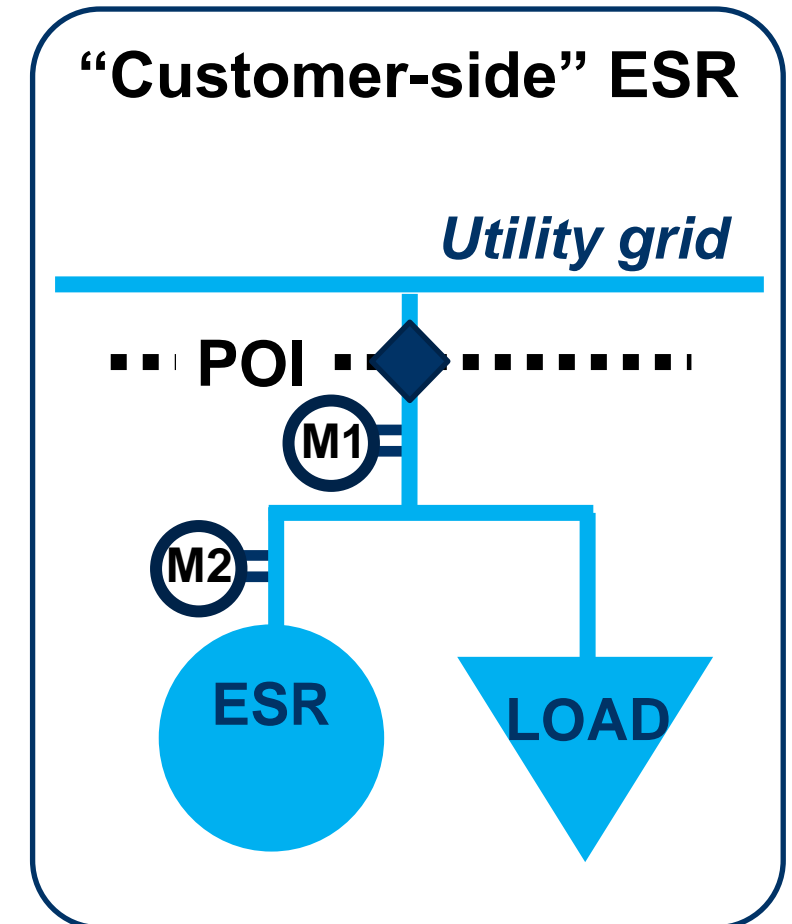 “Customer-side” ESR
Utility grid
POI
M1
M2
ESR
LOAD